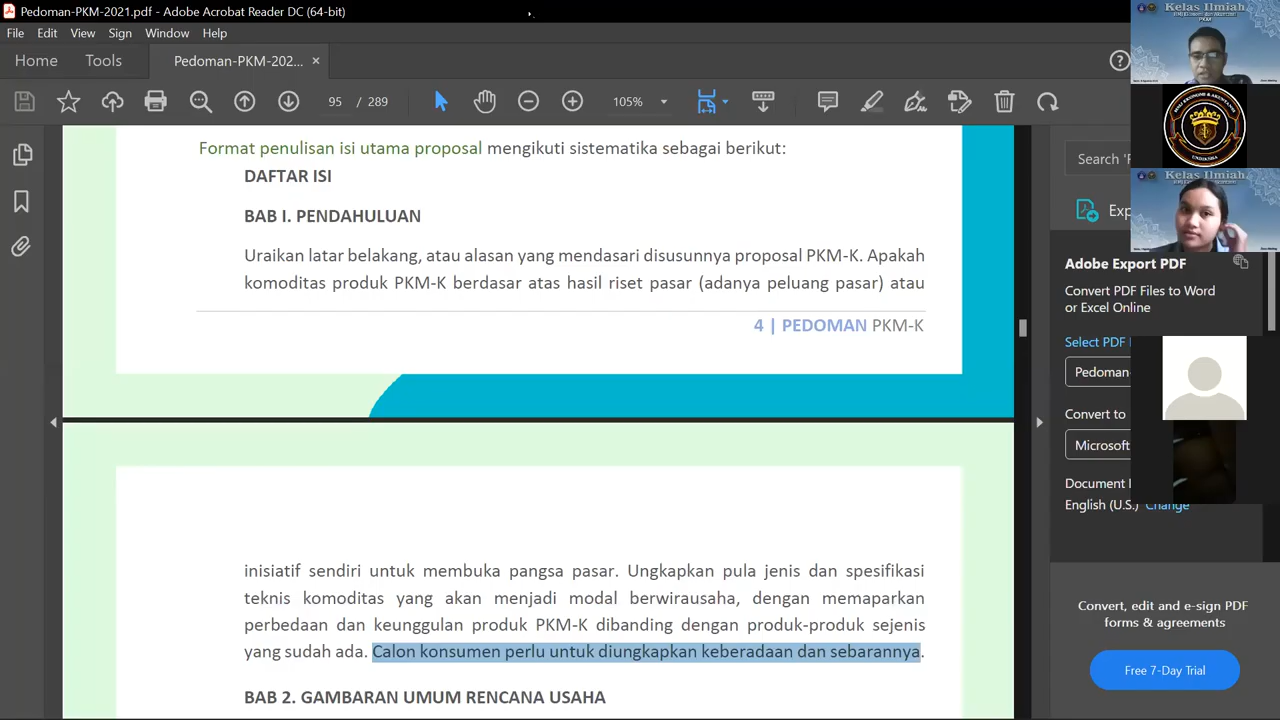 Pedoman-PKM-2021.pdf - Adobe Acrobat Reader DC (64-bit)
File Edit View Sign Window Help
Home Tools Pedoman-PKM-202... ×
95 / 289 105%
Format penulisan isi utama proposal mengikuti sistematika sebagai berikut:
DAFTAR ISI
BAB I. PENDAHULUAN
Uraikan latar belakang, atau alasan yang mendasari disusunnya proposal PKM-K. Apakah
komoditas produk PKM-K berdasar atas hasil riset pasar (adanya peluang pasar) atau
4 | PEDOMAN PKM-K
inisiatif sendiri untuk membuka pangsa pasar. Ungkapkan pula jenis dan spesifikasi
teknis komoditas yang akan menjadi modal berwirausaha, dengan memaparkan
perbedaan dan keunggulan produk PKM-K dibanding dengan produk-produk sejenis
yang sudah ada. Calon konsumen perlu untuk diungkapkan keberadaan dan sebarannya.
BAB 2. GAMBARAN UMUM RENCANA USAHA
Search 'R
Exp
Adobe Export PDF
Convert PDF Files to Word
or Excel Online
Select PDF
Pedoman-
Convert to
Microsoft
Document
English (U.S.) Change
Convert, edit and e-sign PDF
forms & agreements
Free 7-Day Trial
Kelas Ilmiah
UNDIKSHA
Kelas Ilmiah